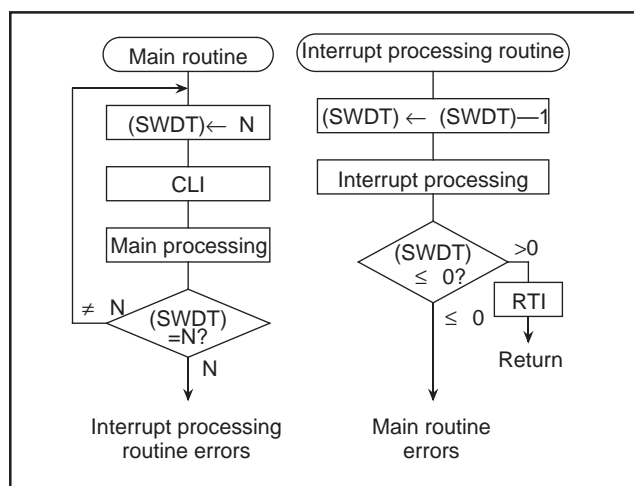 Main routine
(SWDT)← N
CLI
Main processing
≠ N
(SWDT)
=N?
N
Interrupt processing
routine errors
Interrupt processing routine
(SWDT) ← (SWDT)—1
Interrupt processing
(SWDT)
≤ 0?
>0
RTI
Return
≤ 0
Main routine
errors